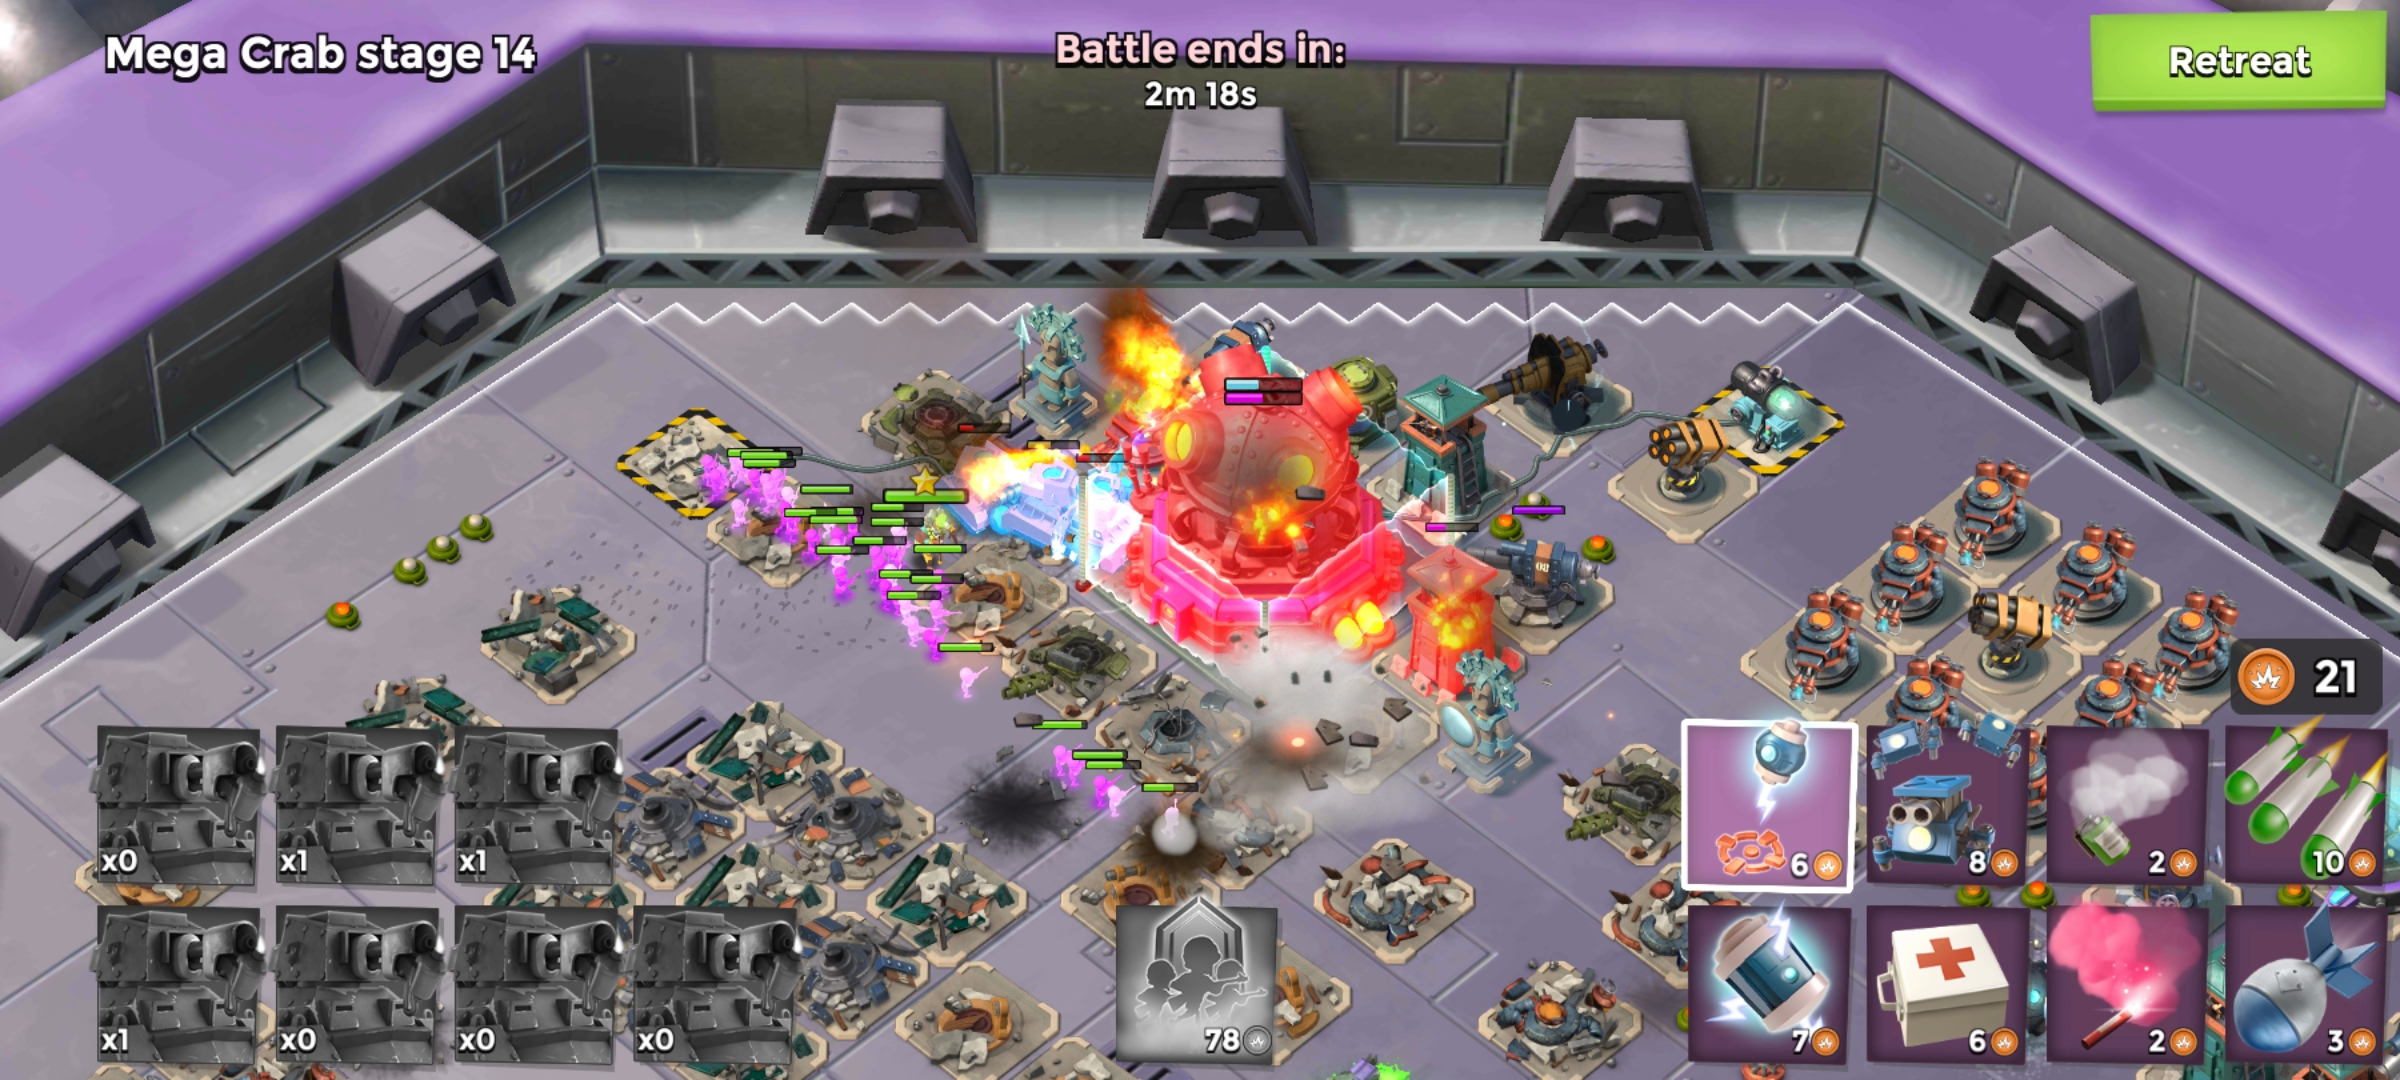 Mega Crab stage 14
Battle ends in:
2m 18s
Retreat
21
x0
x1
x1
6
8
2
10
x1
x0
x0
x0
78
7
6
2
3